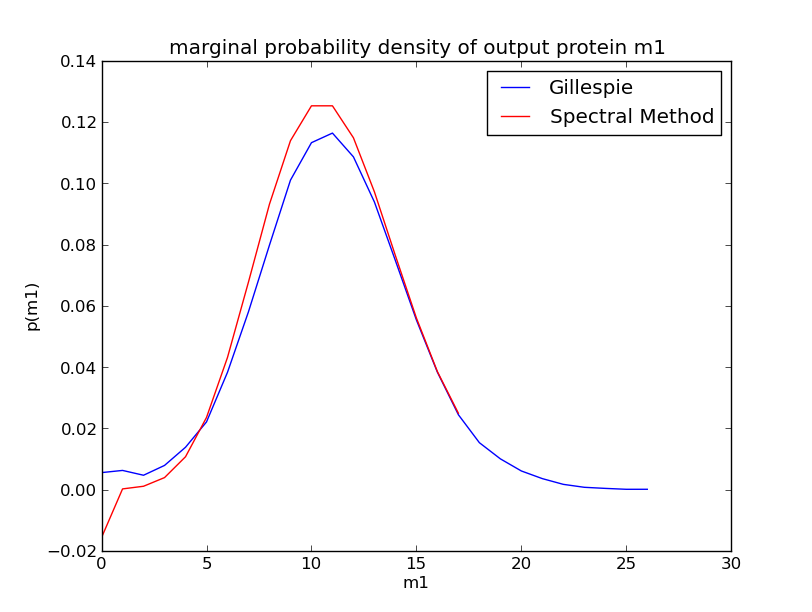 marginal probability density of output protein m1
0.14
0.12
0.10
0.08
0.06
0.04
0.02
0.00
−0.02
p(m1)
Gillespie
Spectral Method
0 5 10 15 20 25 30
m1